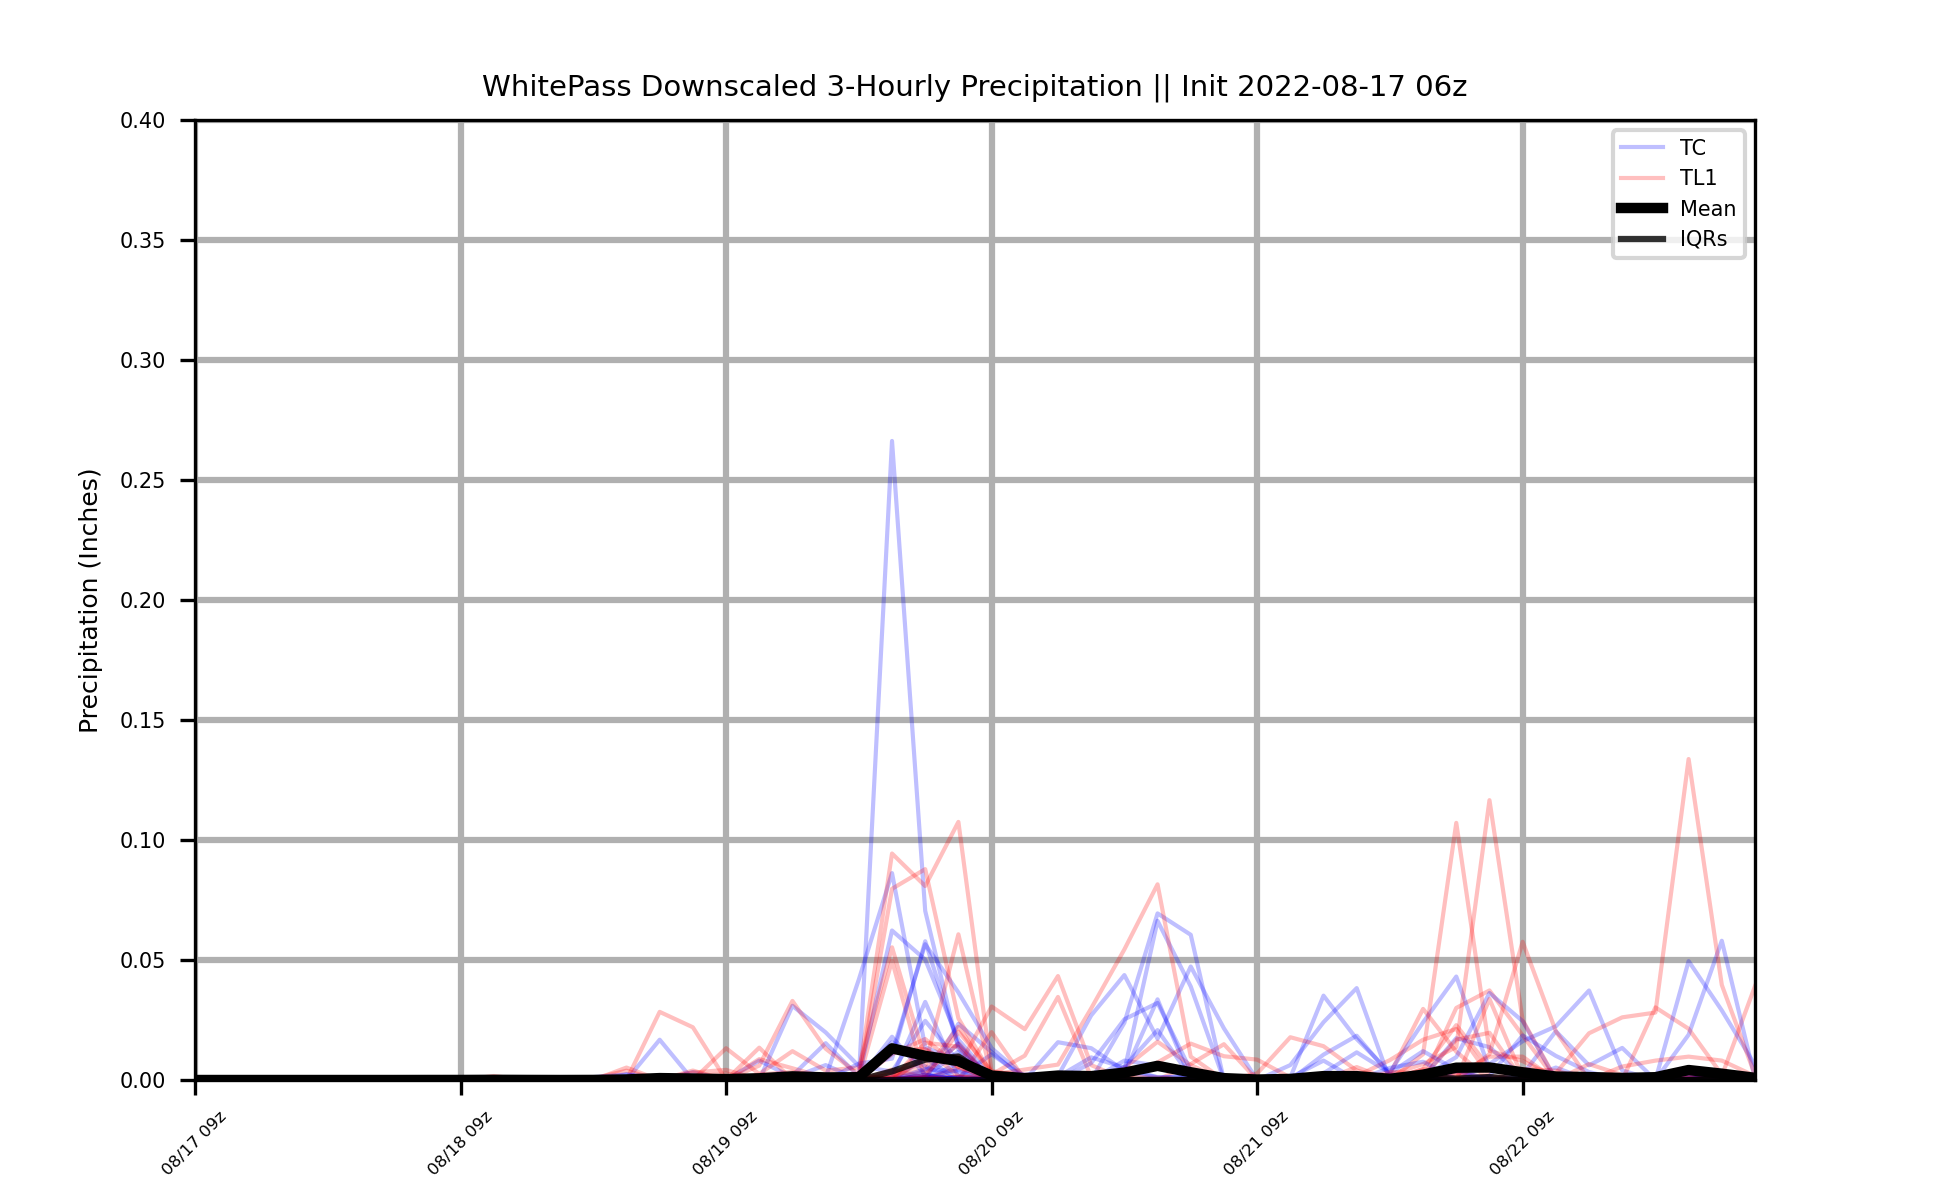 WhitePass Downscaled 3-Hourly Precipitation || Init 2022-08-17 06z
Precipitation (Inches)
0.40
0.35
0.30
0.25
0.20
0.15
0.10
0.05
0.00
TC
TL1
Mean
IQRs
08/17 09z
08/18 09z
08/19 09z
08/20 09z
08/21 09z
08/22 09z